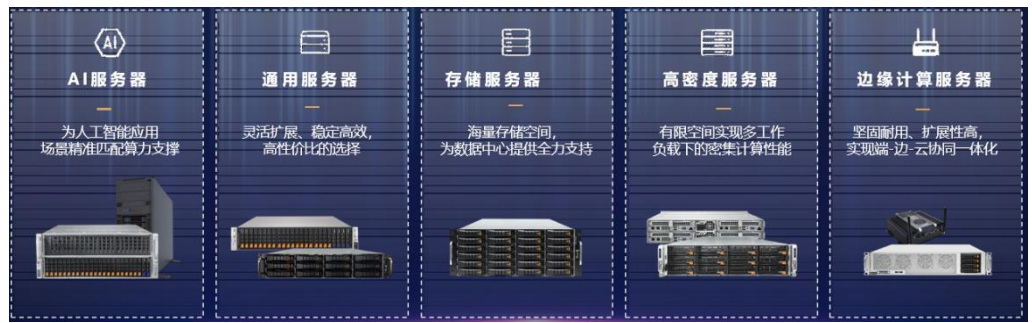 AI
AI服务器
为人工智能应用
场景精准匹配算力支撑
通用服务器
灵活扩展、稳定高效，
高性价比的选择
存储服务器
海量存储空间，
为数据中心提供全力支持
高密度服务器
有限空间实现多工作
负载下的密集计算性能
边缘计算服务器
坚固耐用、扩展性高，
实现端-边-云协同一体化